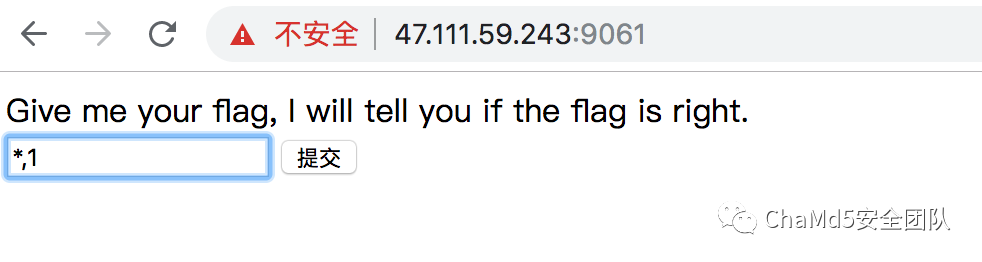 不安全 47.111.59.243:9061
Give me your flag, I will tell you if the flag is right.
*,1 提交
ChaMd5安全团队